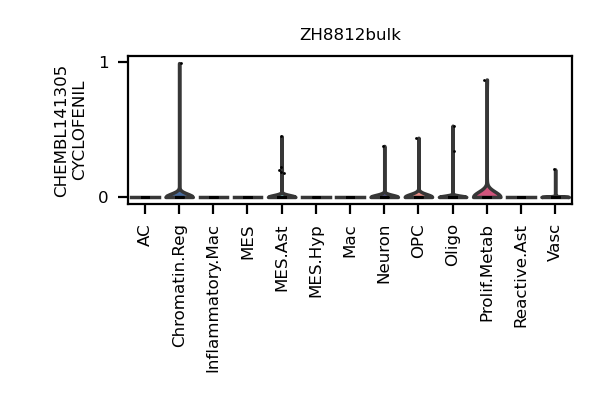 ZH8812bulk
CHEMBL141305
CYCLOFENIL
1
0
AC
Chromatin.Reg
Inflammatory.Mac
MES
MES.Ast
MES.Hyp
Mac
Neuron
OPC
Oligo
Prolif.Metab
Reactive.Ast
Vasc